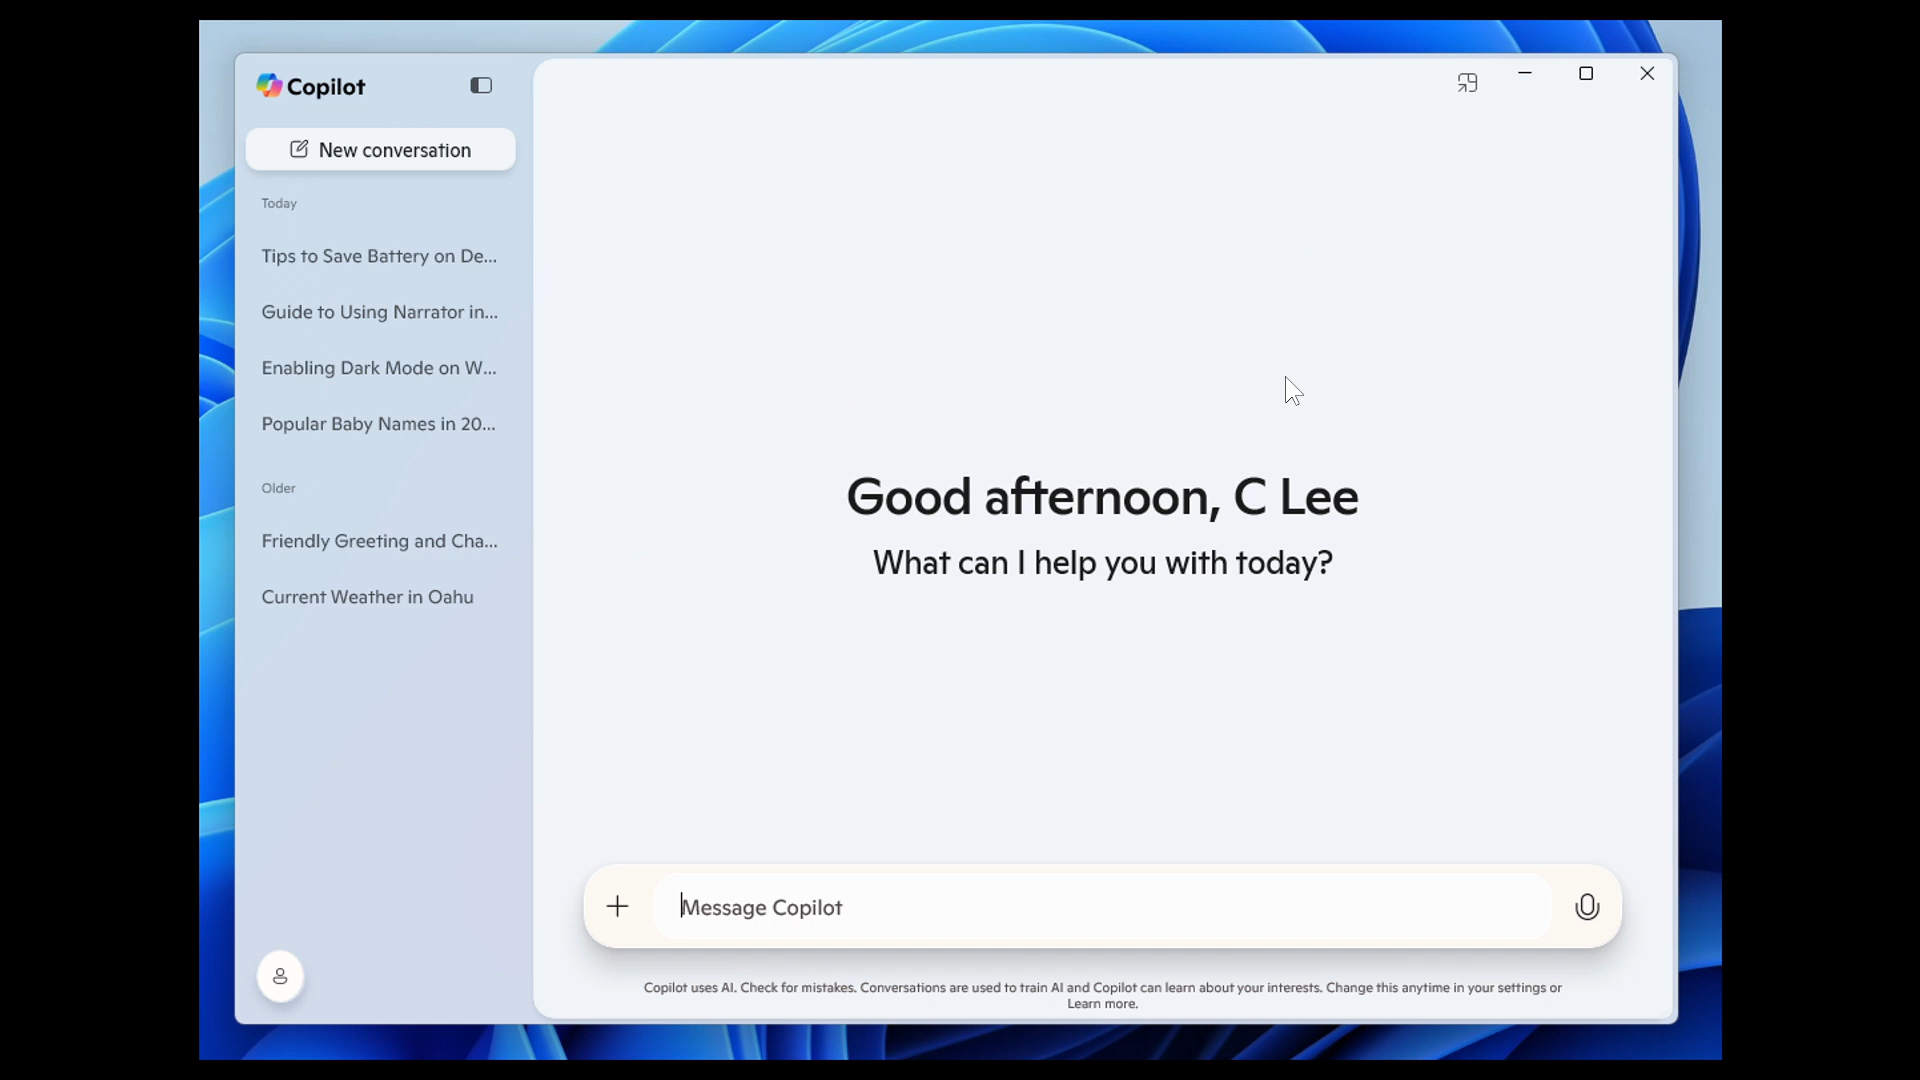 Copilot
New conversation
Today
Tips to Save Battery on De...
Guide to Using Narrator in...
Enabling Dark Mode on W...
Popular Baby Names in 20...
Older
Friendly Greeting and Cha...
Current Weather in Oahu
Good afternoon, C Lee
What can I help you with today?
Message Copilot
Copilot uses AI. Check for mistakes. Conversations are used to train AI and Copilot can learn about your interests. Change this anytime in your settings or
Learn more.